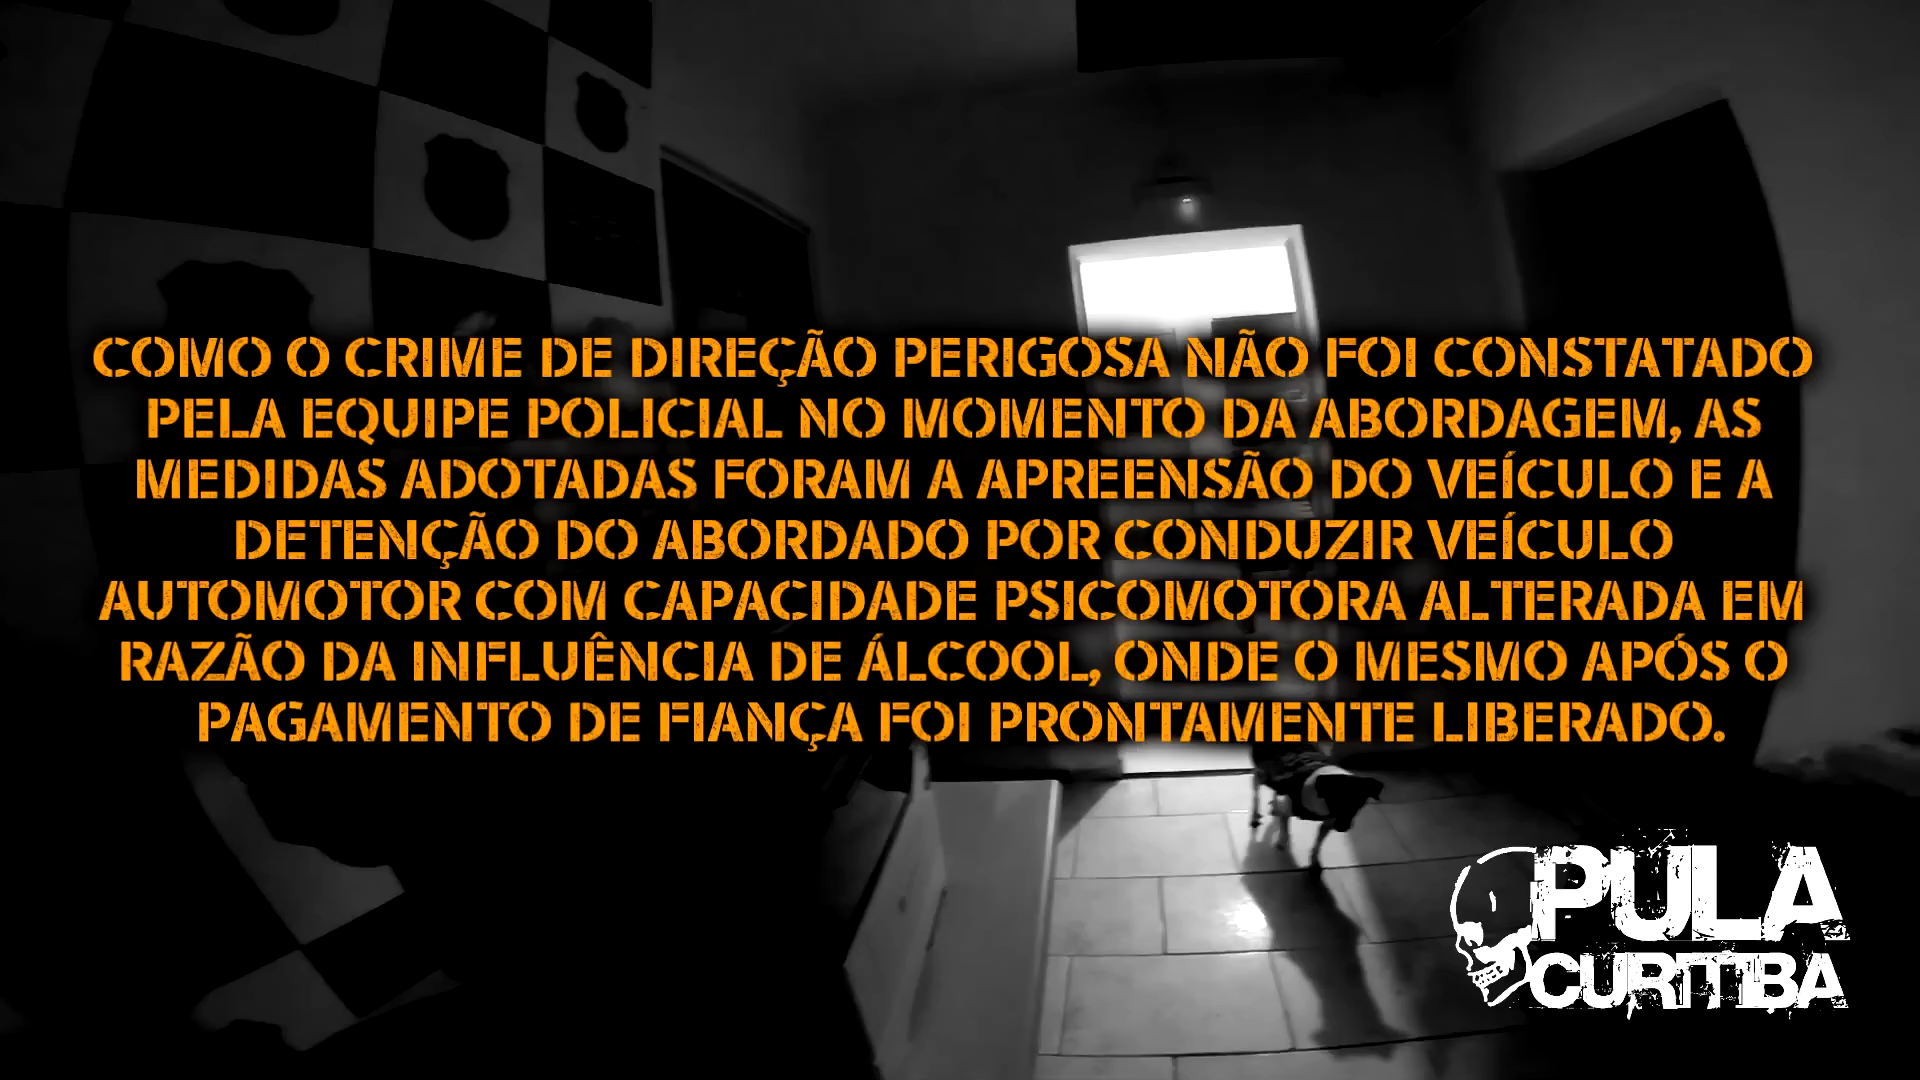 COMO O CRIME DE DIREÇÃO PERIGOSA NÃO FOI CONSTATADO
PELA EQUIPE POLICIAL NO MOMENTO DA ABORDAGEM, AS
MEDIDAS ADOTADAS FORAM A APREENSÃO DO VEÍCULO E A
DETENÇÃO DO ABORDADO POR CONDUZIR VEÍCULO
AUTOMOTOR COM CAPACIDADE PSICOMOTORA ALTERADA EM
RAZÃO DA INFLUÊNCIA DE ÁLCOOL, ONDE O MESMO APÓS O
PAGAMENTO DE FIANÇA FOI PRONTAMENTE LIBERADO.
PULA
CURITIBA